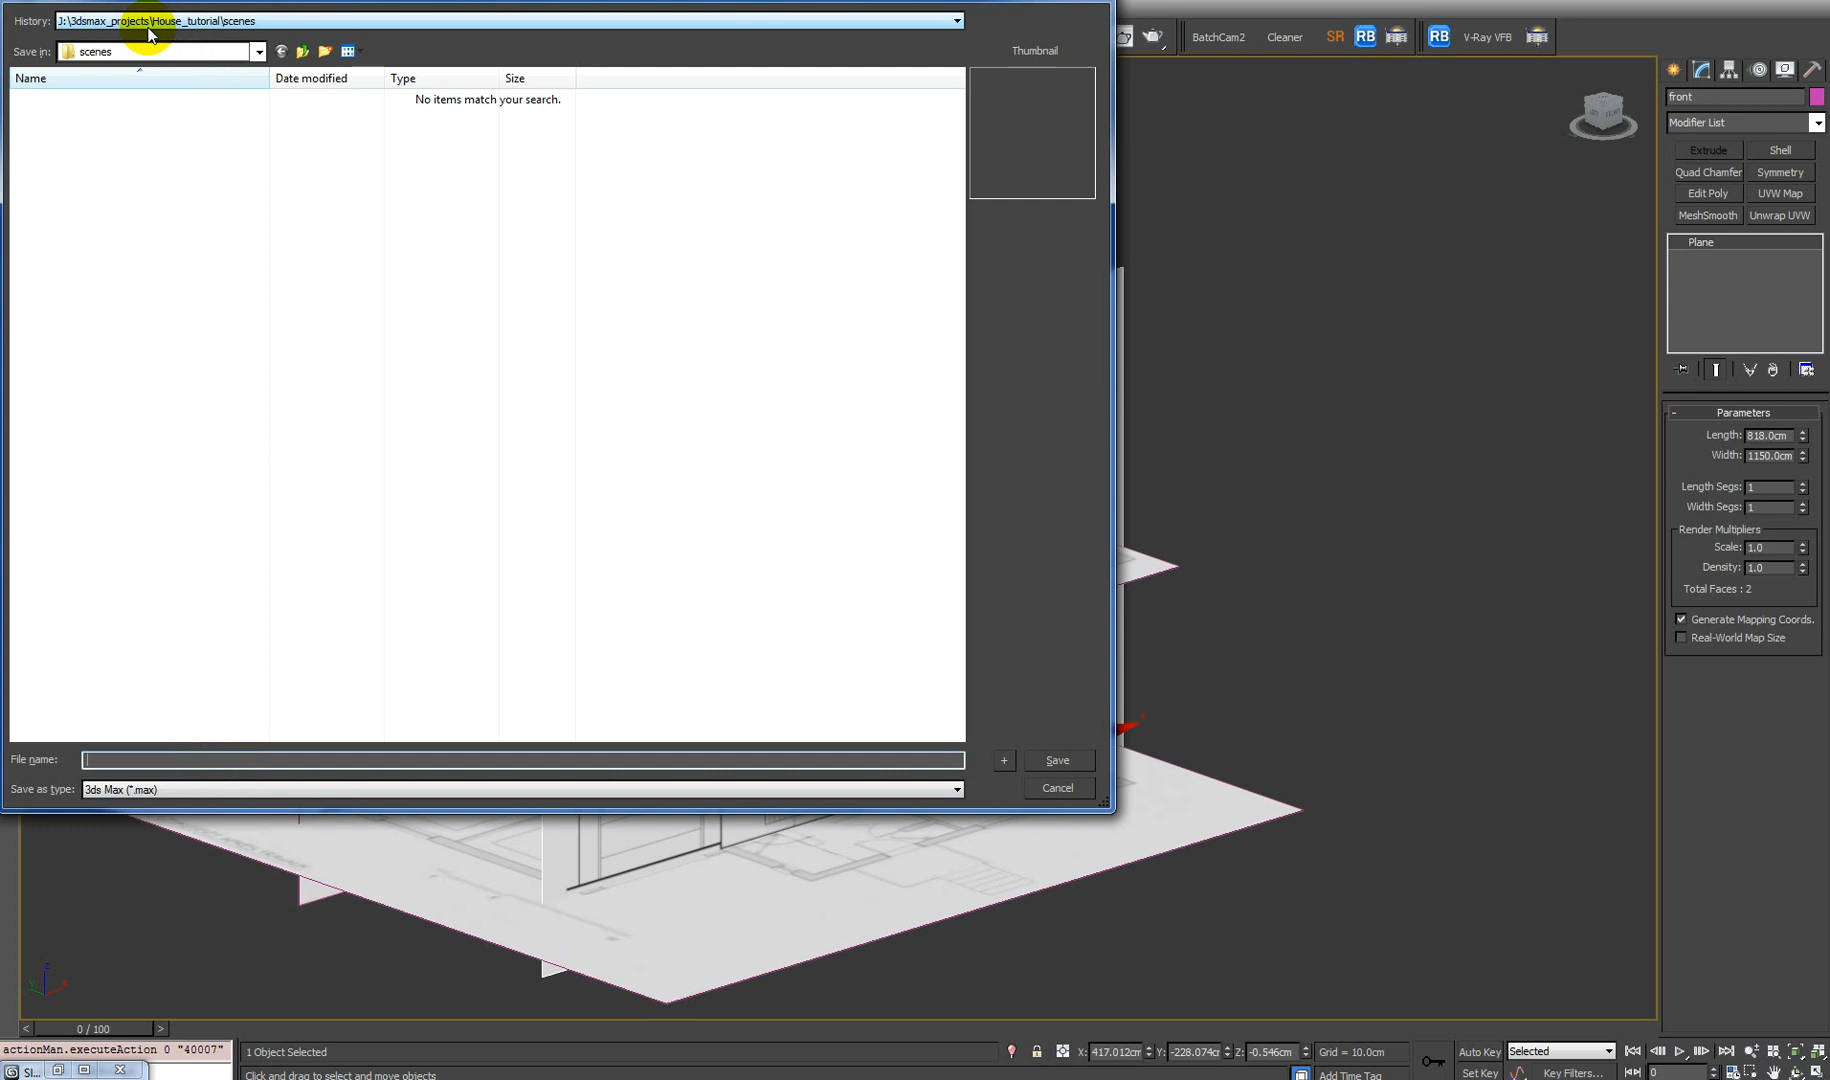 History: J:\3dsmax_projects\House_tutorial\scenes
Save in: scenes
Thumbnail
BatchCam2 Cleaner SR RB RB V-Ray VFB
Name Date modified Type Size
No items match your search.
front
Modifier List
Extrude Shell
Quad Chamfer Symmetry
Edit Poly UVW Map
MeshSmooth Unwrap UVW
Plane
- Parameters
Length: 818.0cm
Width: 1150.0cm
Length Segs: 1
Width Segs: 1
Render Multipliers
Scale: 1.0
Density: 1.0
Total Faces : 2
Generate Mapping Coords.
Real-World Map Size
File name:
+ Save
Save as type: 3ds Max (*.max)
Cancel
z
x
< 0 / 100 >
actionMan.executeAction 0 "40007"
1 Object Selected
X: 417.012cm Y: -228.074cm Z: -0.546cm Grid = 10.0cm
Auto Key Selected
Click and drag to select and move objects
Add Time Tag
Set Key Key Filters... 0